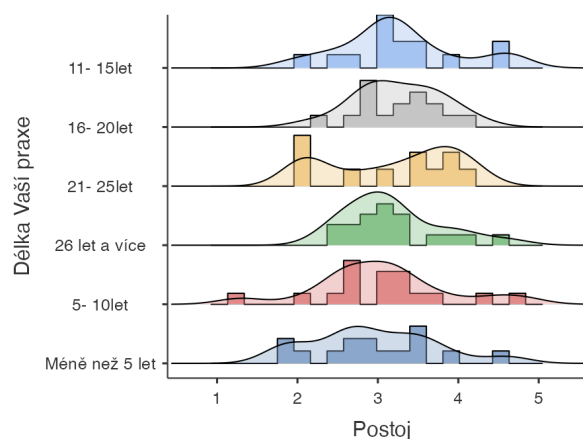 Délka Vaší praxe
11- 15let
16- 20let
21- 25let
26 let a více
5- 10let
Méně než 5 let
1 2 3 4 5
Postoj